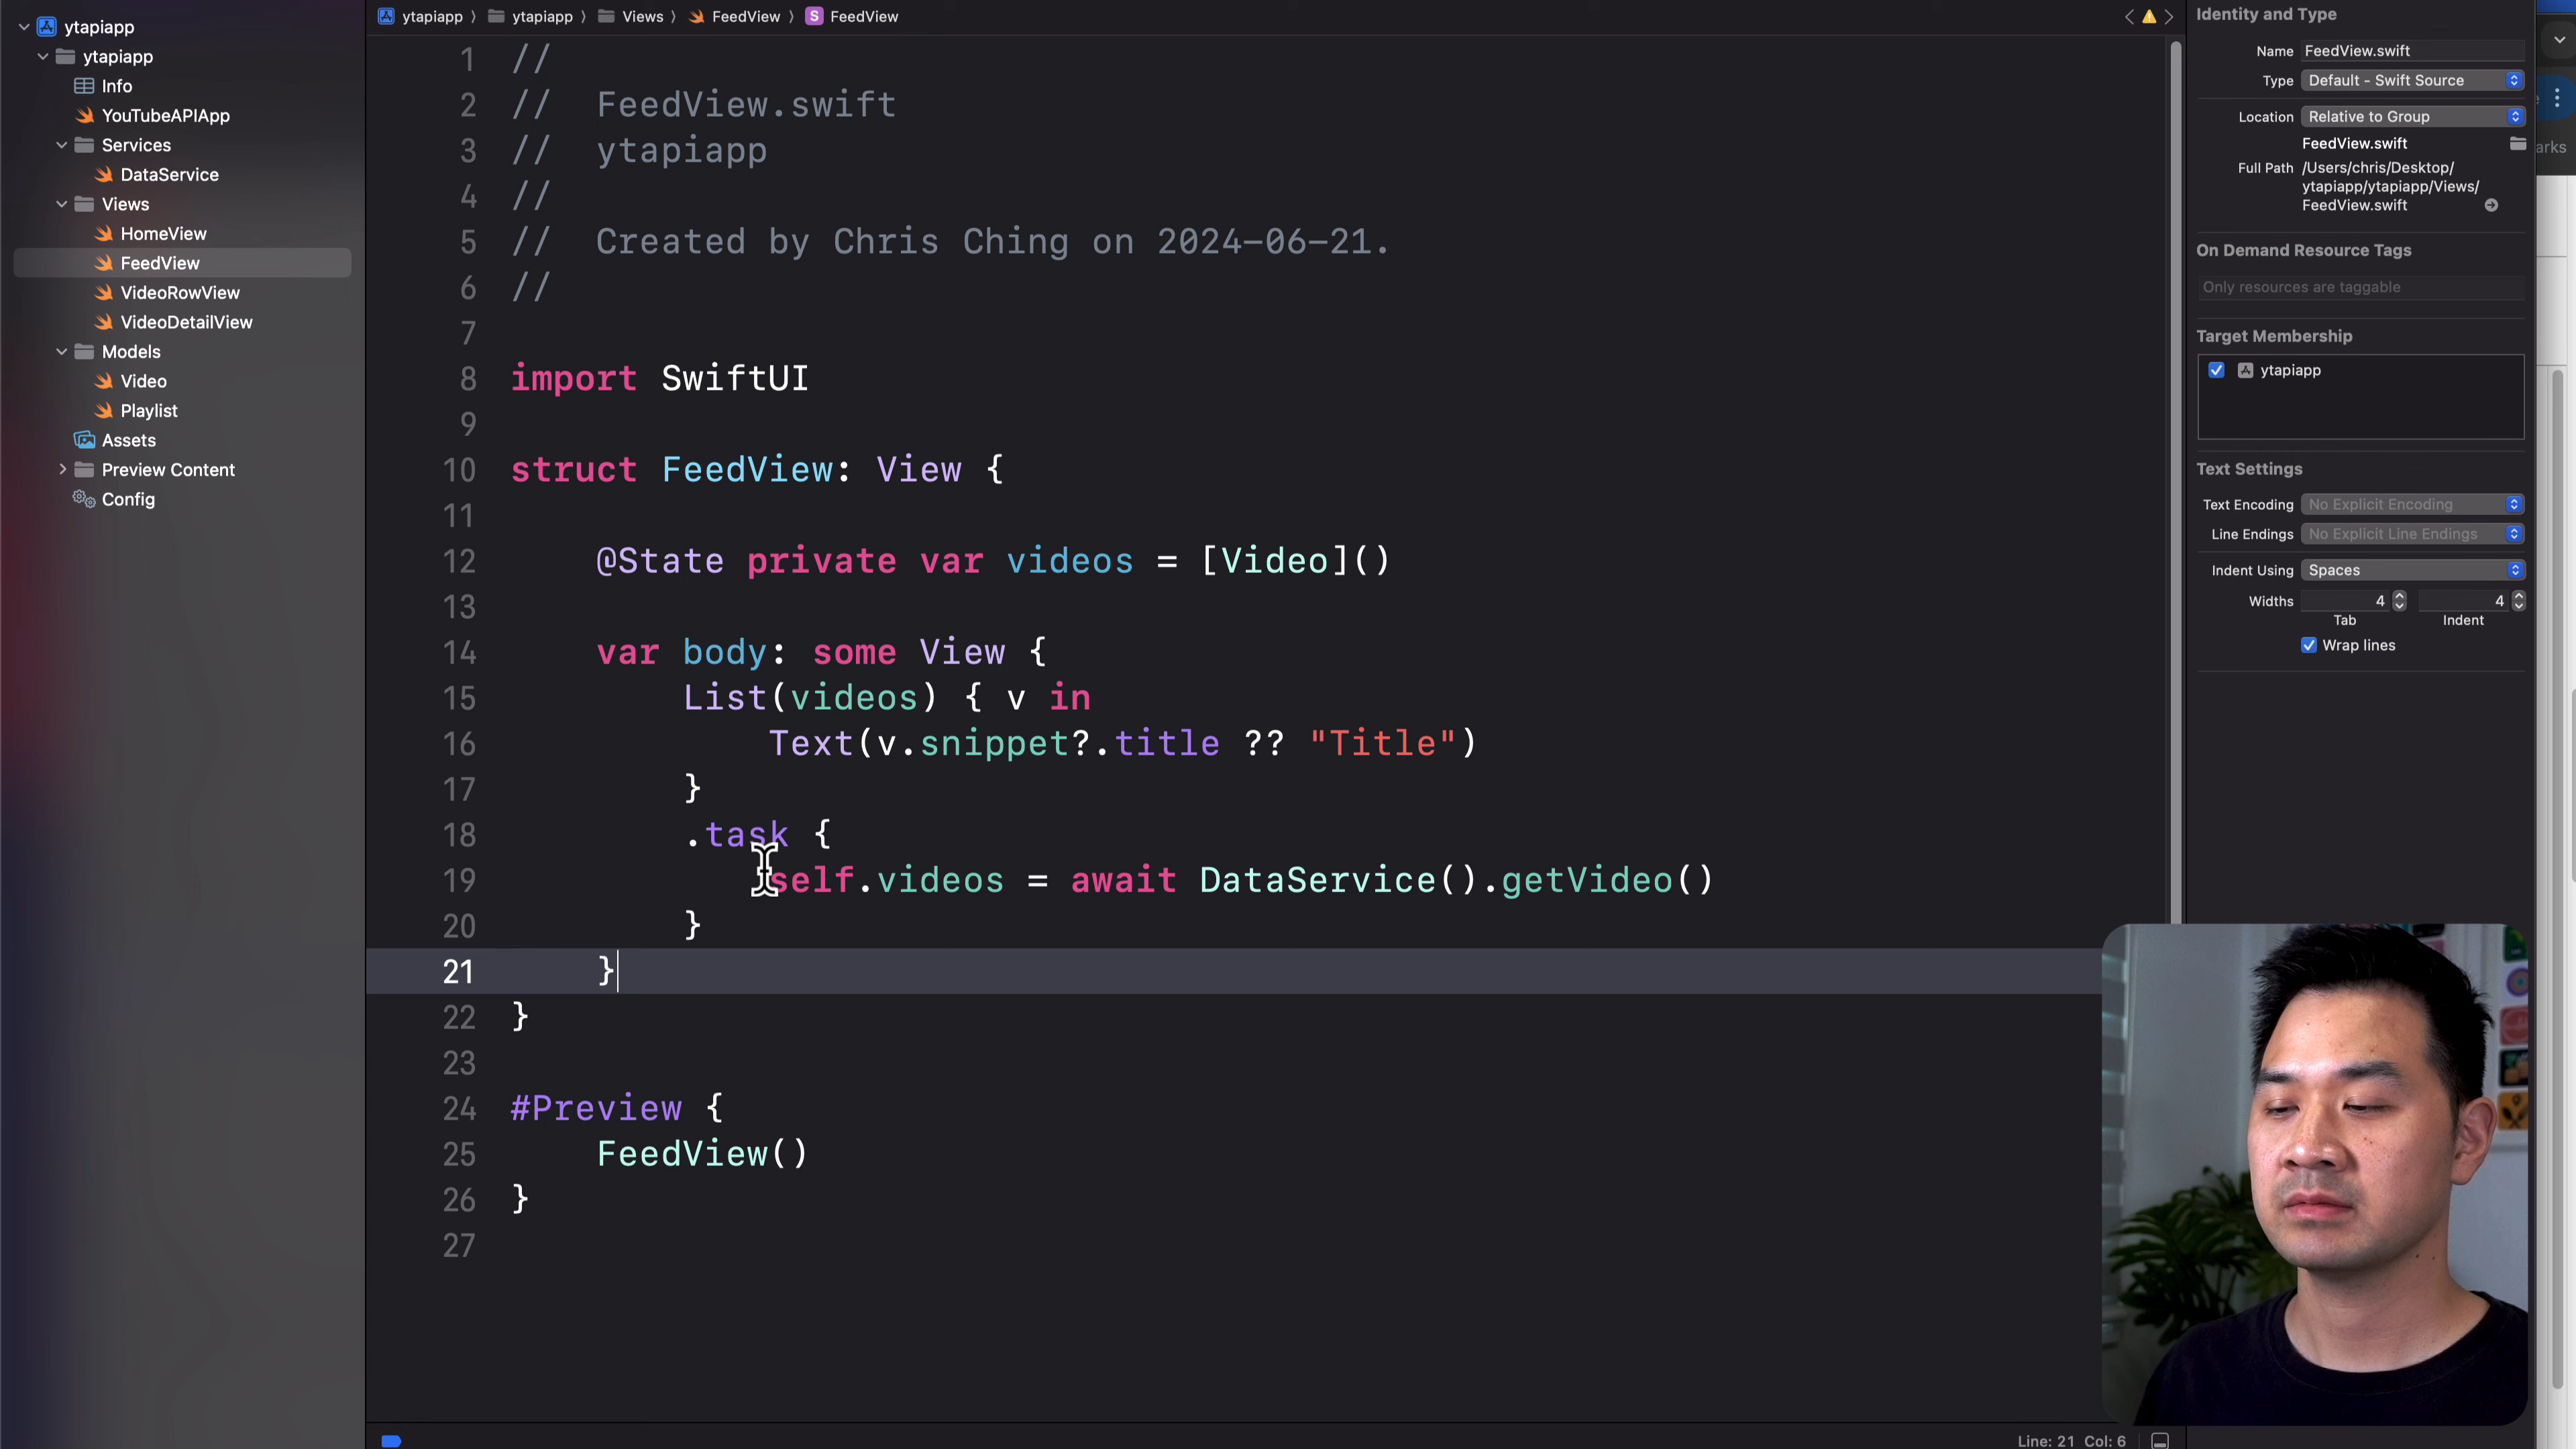 ytapiapp
ytapiapp
Info
YouTubeAPIApp
Services
DataService
Views
HomeView
FeedView
VideoRowView
VideoDetailView
Models
Video
Playlist
Assets
Preview Content
Config
ytapiapp ⟩ ytapiapp ⟩ Views ⟩ FeedView ⟩ S FeedView
1 //
2 //  FeedView.swift
3 //  ytapiapp
4 //
5 //  Created by Chris Ching on 2024-06-21.
6 //
7
8 import SwiftUI
9
10 struct FeedView: View {
11
12     @State private var videos = [Video]()
13
14     var body: some View {
15         List(videos) { v in
16             Text(v.snippet?.title ?? "Title")
17         }
18         .task {
19             self.videos = await DataService().getVideo()
20         }
21     }
22 }
23
24 #Preview {
25     FeedView()
26 }
27
Line: 21 Col: 6
Identity and Type
Name FeedView.swift
Type Default - Swift Source
Location Relative to Group
FeedView.swift
Full Path /Users/chris/Desktop/
ytapiapp/ytapiapp/Views/
FeedView.swift
On Demand Resource Tags
Only resources are taggable
Target Membership
ytapiapp
Text Settings
Text Encoding No Explicit Encoding
Line Endings No Explicit Line Endings
Indent Using Spaces
Widths 4 4
Tab Indent
Wrap lines
arks